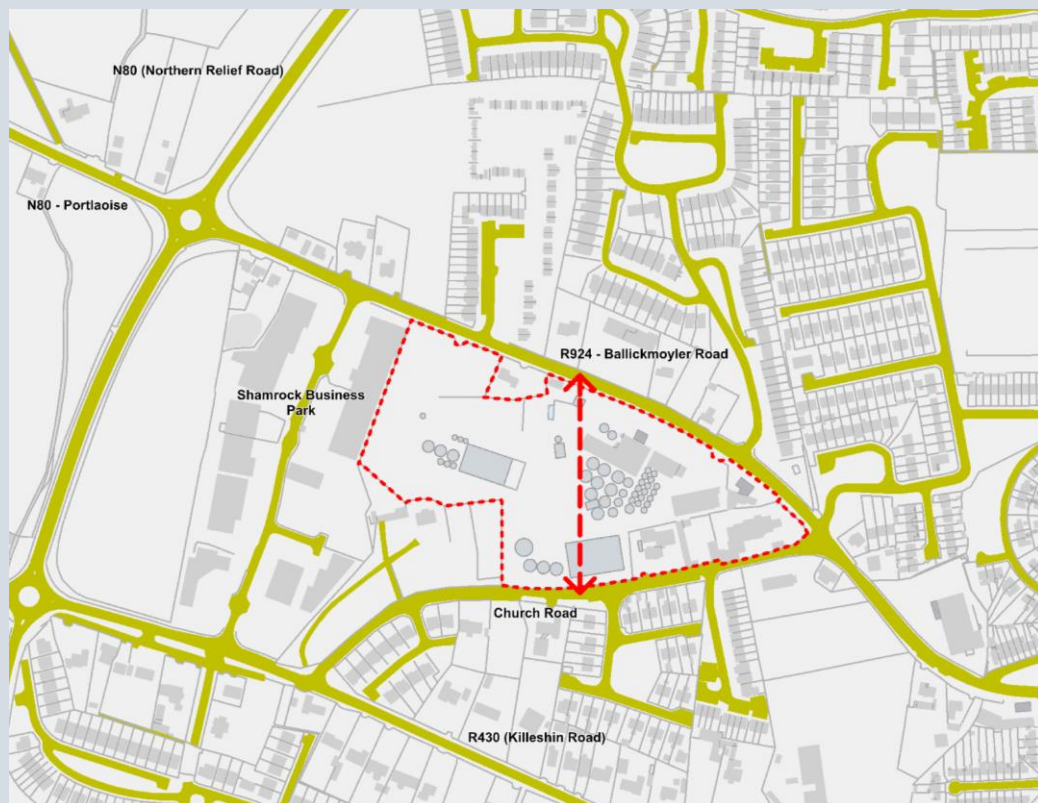 N80 (Northern Relief Road)
N80 - Portlaoise
R924 - Ballickmoyler Road
Shamrock Business
Park
Church Road
R430 (Killeshin Road)